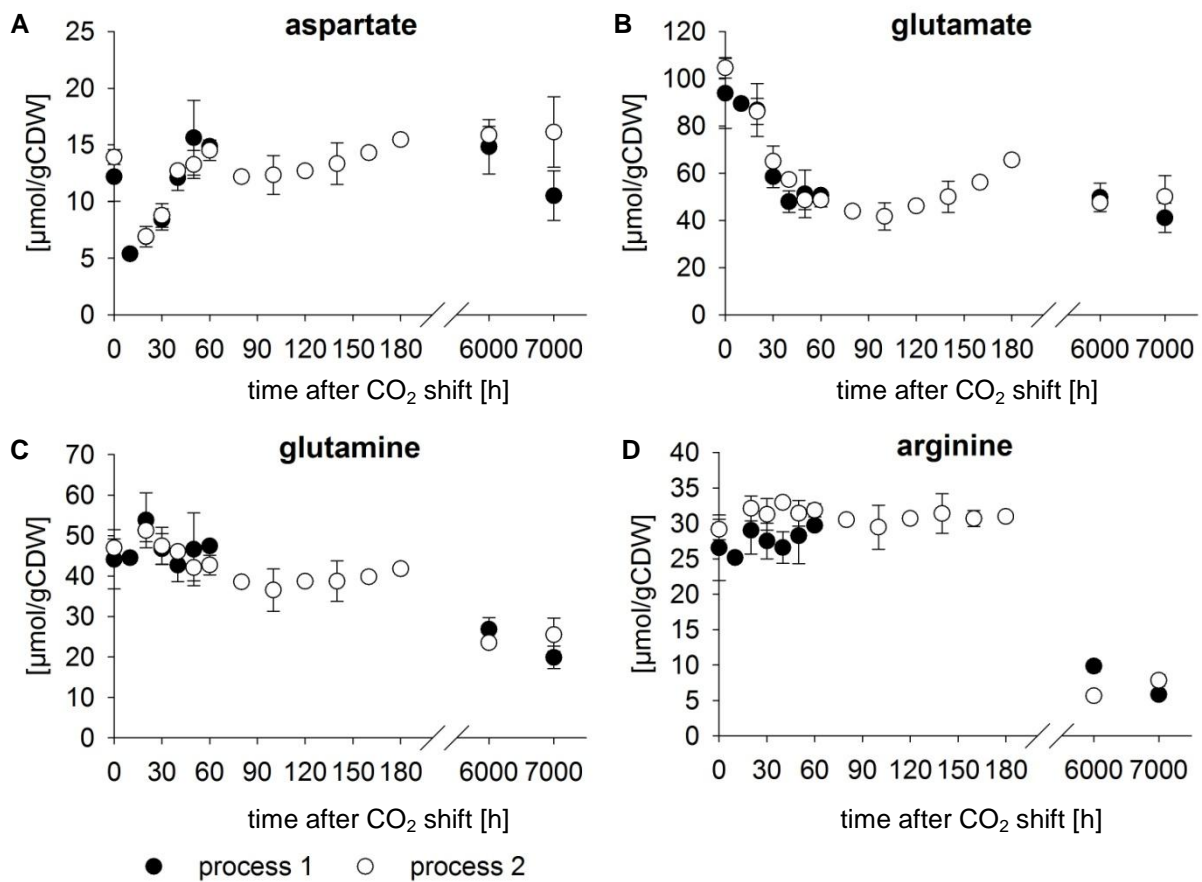 A aspartate
[µmol/gCDW]
25
20
15
10
5
0
0 30 60 90 120 150 180 6000 7000
time after CO₂ shift [h]
B glutamate
[µmol/gCDW]
120
100
80
60
40
20
0
0 30 60 90 120 150 180 6000 7000
time after CO₂ shift [h]
C glutamine
[µmol/gCDW]
70
60
50
40
30
20
10
0
0 30 60 90 120 150 180 6000 7000
time after CO₂ shift [h]
D arginine
[µmol/gCDW]
40
35
30
25
20
15
10
5
0
0 30 60 90 120 150 180 6000 7000
time after CO₂ shift [h]
process 1 process 2